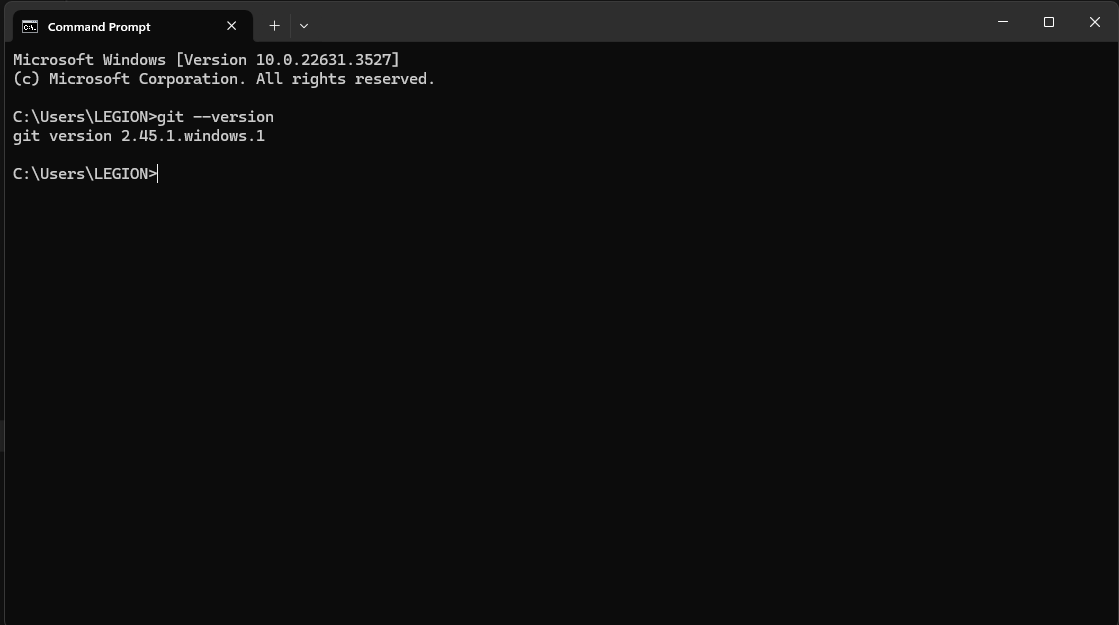 Command Prompt
Microsoft Windows [Version 10.0.22631.3527]
(c) Microsoft Corporation. All rights reserved.
C:\Users\LEGION>git --version
git version 2.45.1.windows.1
C:\Users\LEGION>